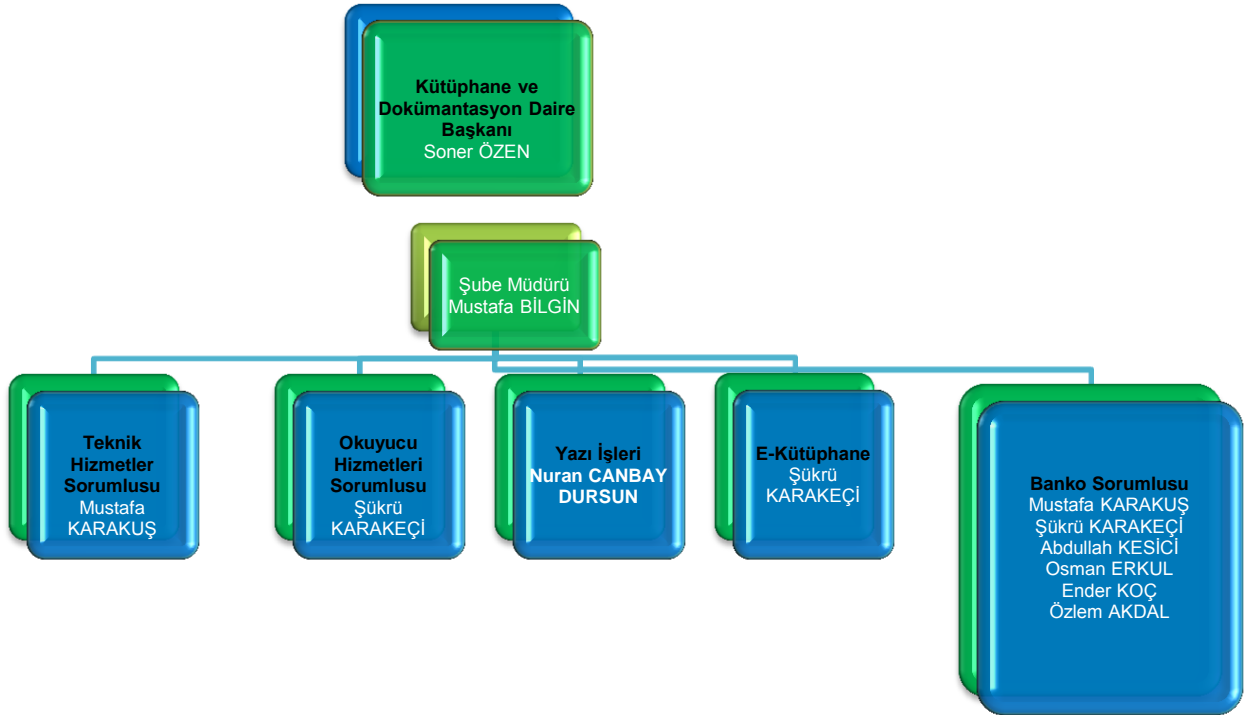 Kütüphane ve
Dokümantasyon Daire
Başkanı
Soner ÖZEN
Şube Müdürü
Mustafa BİLGİN
Teknik
Hizmetler
Sorumlusu
Mustafa
KARAKUŞ
Okuyucu
Hizmetleri
Sorumlusu
Şükrü
KARAKEÇİ
Yazı İşleri
Nuran CANBAY
DURSUN
E-Kütüphane
Şükrü
KARAKEÇİ
Banko Sorumlusu
Mustafa KARAKUŞ
Şükrü KARAKEÇİ
Abdullah KESİCİ
Osman ERKUL
Ender KOÇ
Özlem AKDAL